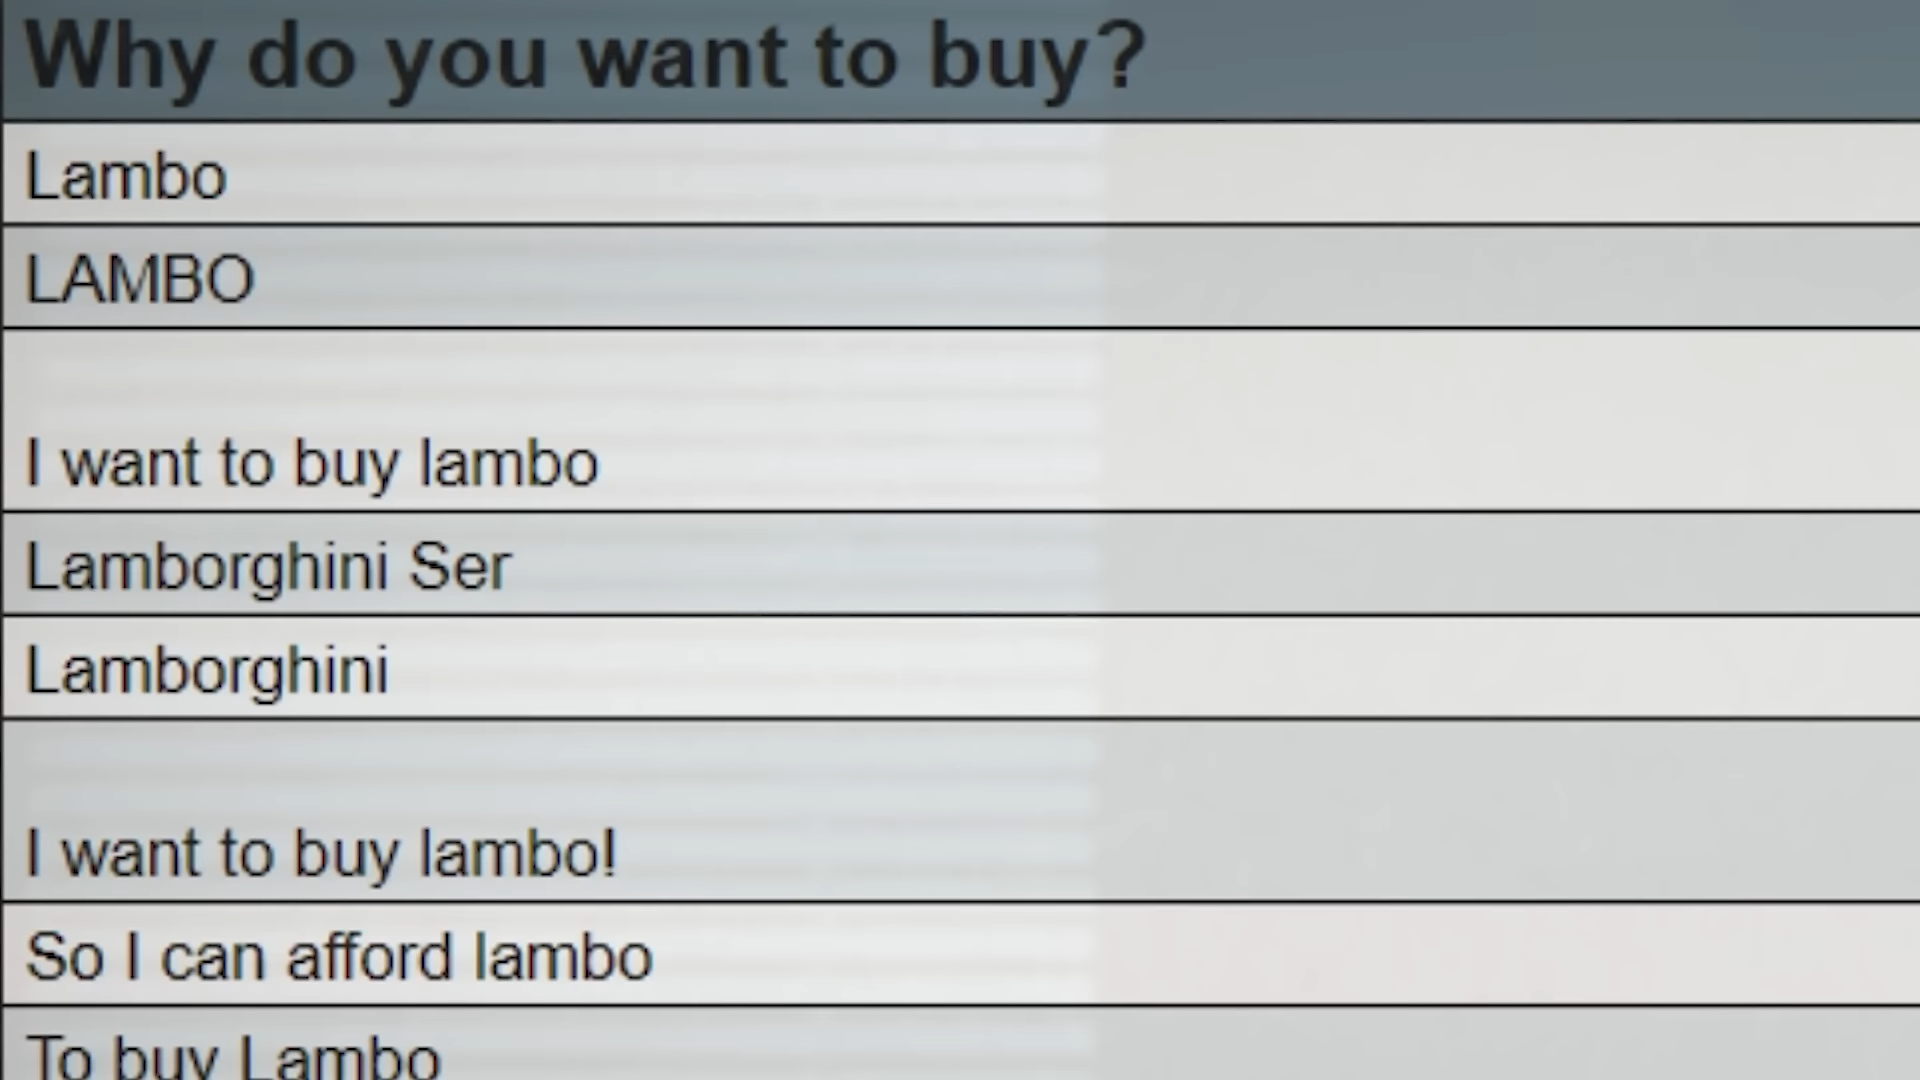 Why do you want to buy?
Lambo
LAMBO
I want to buy lambo
Lamborghini Ser
Lamborghini
I want to buy lambo!
So I can afford lambo
To buy Lambo